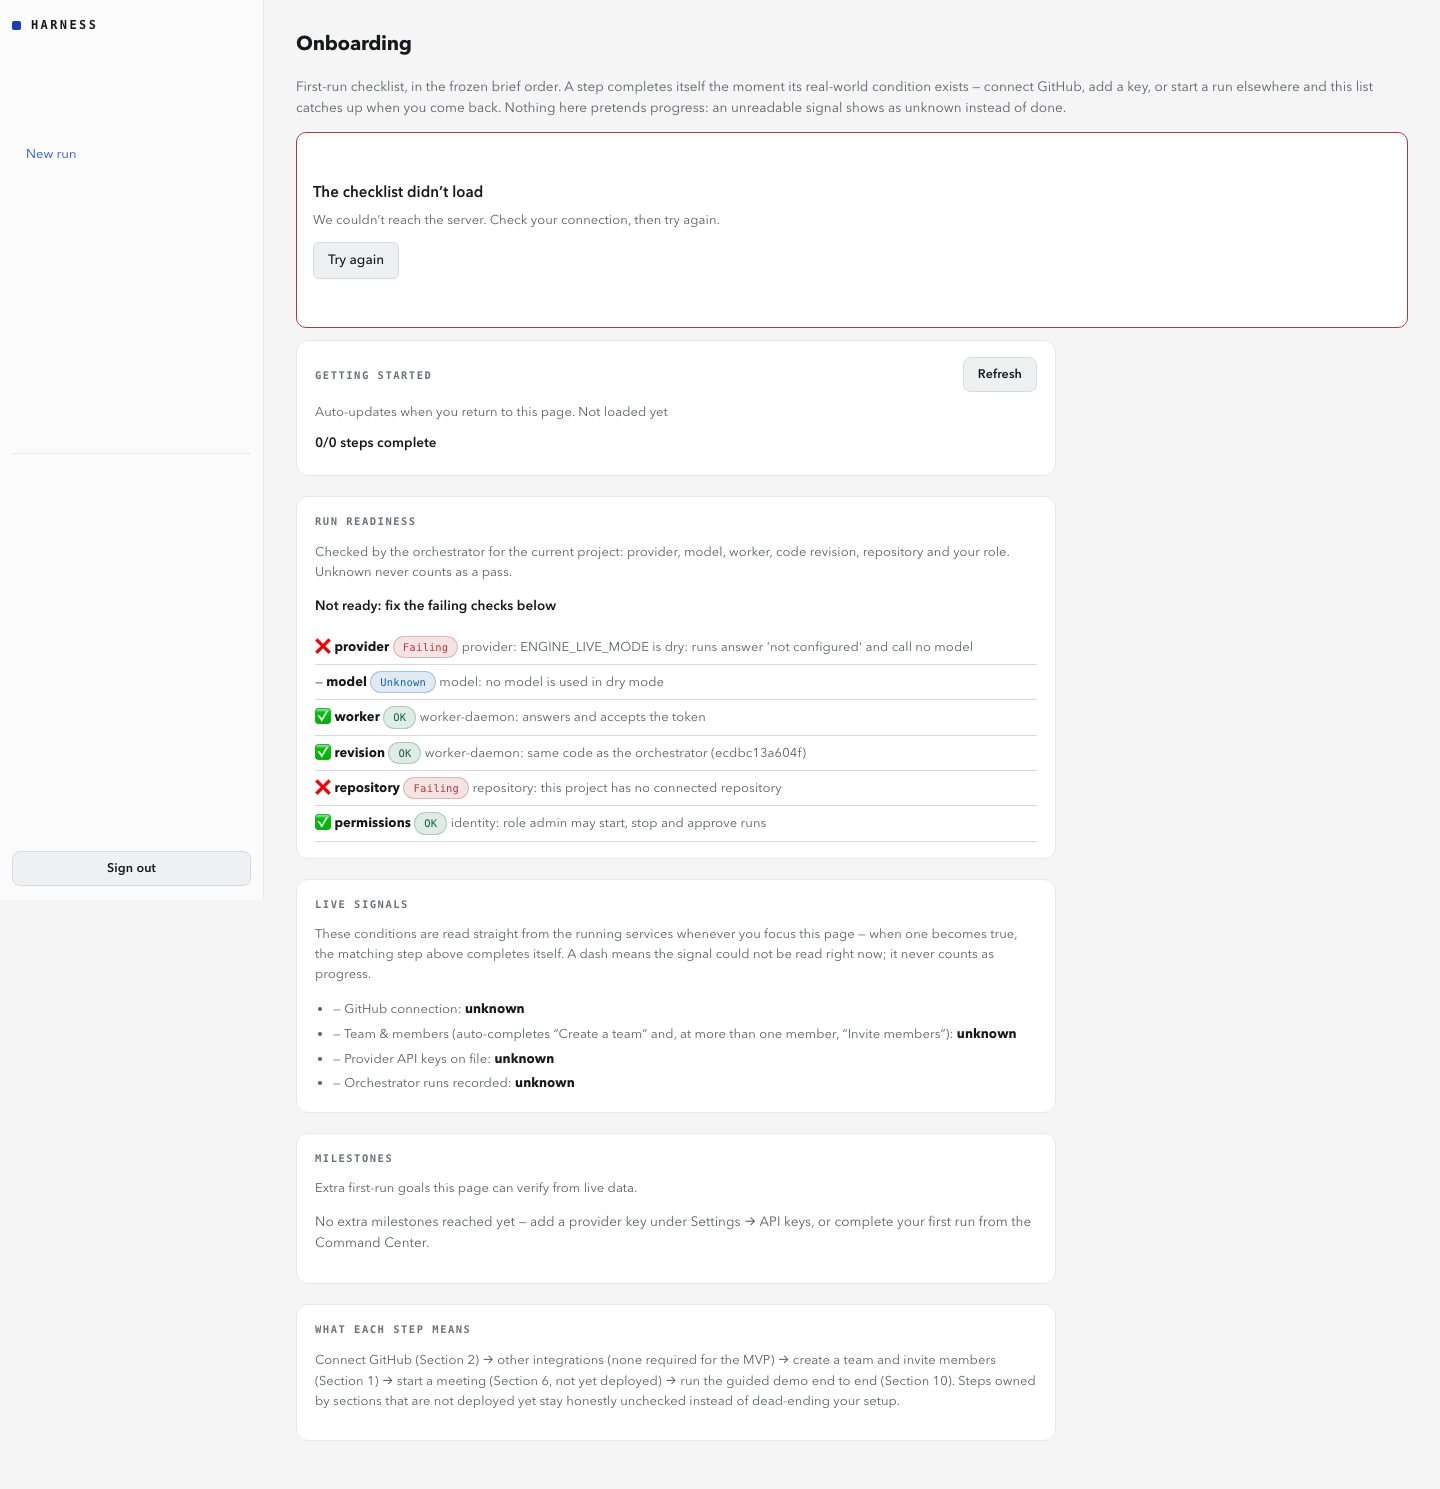 HARNESS
New run
Sign out
Onboarding
First-run checklist, in the frozen brief order. A step completes itself the moment its real-world condition exists — connect GitHub, add a key, or start a run elsewhere and this list
catches up when you come back. Nothing here pretends progress: an unreadable signal shows as unknown instead of done.
The checklist didn’t load
We couldn’t reach the server. Check your connection, then try again.
Try again
GETTING STARTED
Refresh
Auto-updates when you return to this page. Not loaded yet
0/0 steps complete
RUN READINESS
Checked by the orchestrator for the current project: provider, model, worker, code revision, repository and your role.
Unknown never counts as a pass.
Not ready: fix the failing checks below
❌ provider Failing provider: ENGINE_LIVE_MODE is dry: runs answer 'not configured' and call no model
— model Unknown model: no model is used in dry mode
✅ worker OK worker-daemon: answers and accepts the token
✅ revision OK worker-daemon: same code as the orchestrator (ecdbc13a604f)
❌ repository Failing repository: this project has no connected repository
✅ permissions OK identity: role admin may start, stop and approve runs
LIVE SIGNALS
These conditions are read straight from the running services whenever you focus this page — when one becomes true,
the matching step above completes itself. A dash means the signal could not be read right now; it never counts as
progress.
• — GitHub connection: unknown
• — Team & members (auto-completes “Create a team” and, at more than one member, “Invite members”): unknown
• — Provider API keys on file: unknown
• — Orchestrator runs recorded: unknown
MILESTONES
Extra first-run goals this page can verify from live data.
No extra milestones reached yet — add a provider key under Settings → API keys, or complete your first run from the
Command Center.
WHAT EACH STEP MEANS
Connect GitHub (Section 2) → other integrations (none required for the MVP) → create a team and invite members
(Section 1) → start a meeting (Section 6, not yet deployed) → run the guided demo end to end (Section 10). Steps owned
by sections that are not deployed yet stay honestly unchecked instead of dead-ending your setup.